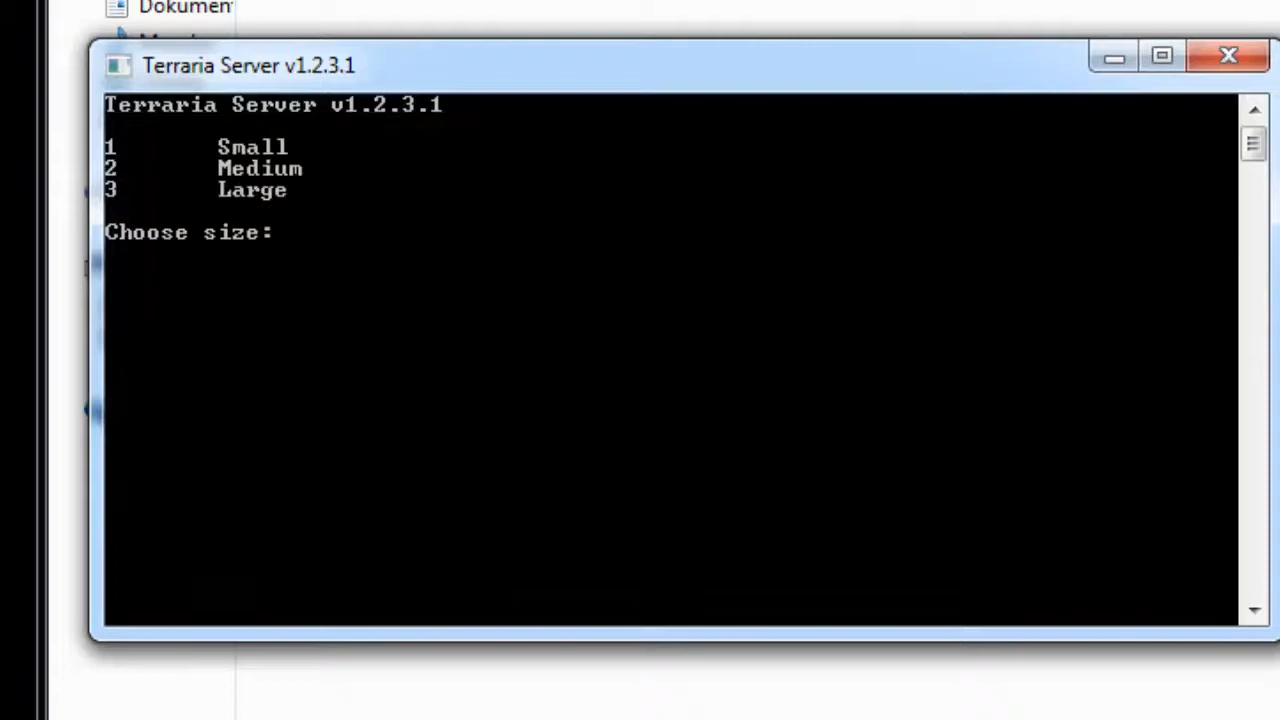 Dokument
Terraria Server v1.2.3.1
Terraria Server v1.2.3.1
1 Small
2 Medium
3 Large
Choose size: